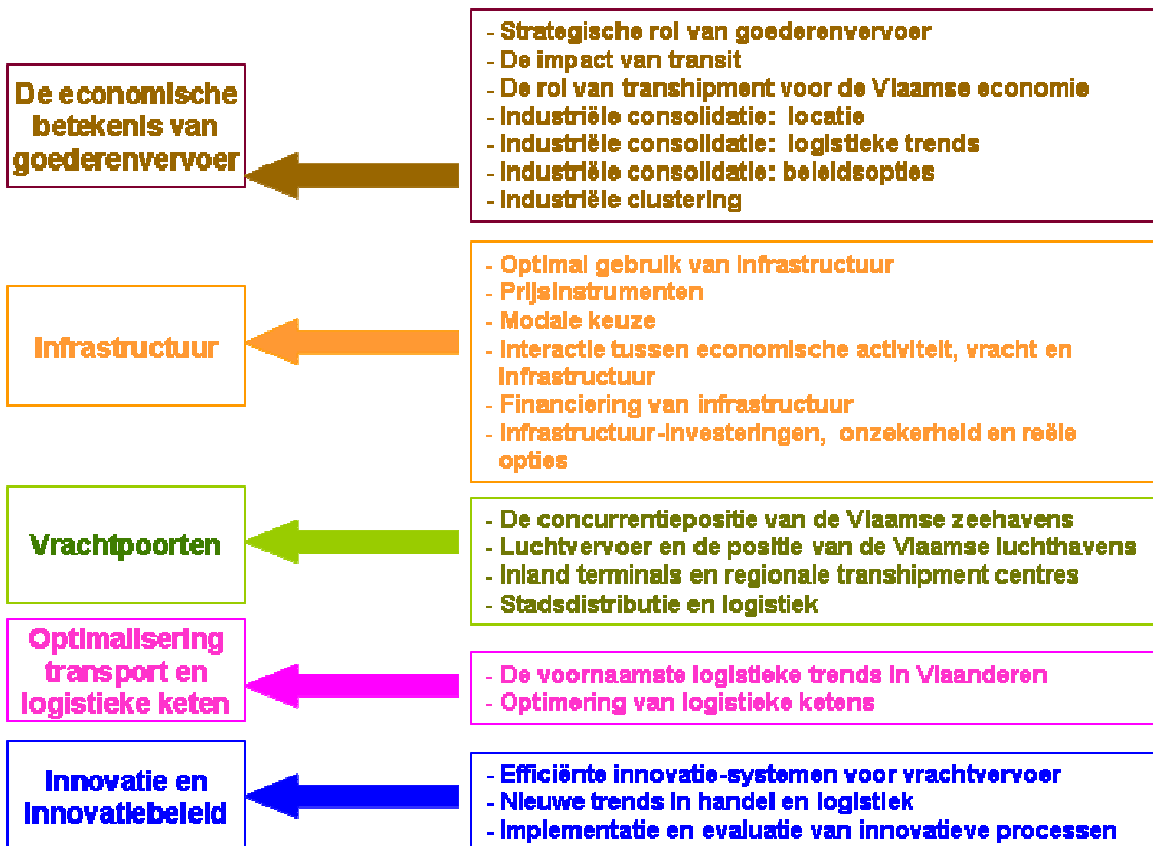 De economische
betekenis van
goederenvervoer
- Strategische rol van goederenvervoer
- De impact van transit
- De rol van transhipment voor de Vlaamse economie
- Industriële consolidatie: locatie
- Industriële consolidatie: logistieke trends
- Industriële consolidatie: beleidsopties
- Industriële clustering
Infrastructuur
- Optimal gebruik van infrastructuur
- Prijsinstrumenten
- Modale keuze
- Interactie tussen economische activiteit, vracht en
infrastructuur
- Financiering van infrastructuur
- Infrastructuur-investeringen, onzekerheid en reële
opties
Vrachtpoorten
- De concurrentiepositie van de Vlaamse zeehavens
- Luchtvervoer en de positie van de Vlaamse luchthavens
- Inland terminals en regionale transhipment centres
- Stadsdistributie en logistiek
Optimalisering
transport en
logistieke keten
- De voornaamste logistieke trends in Vlaanderen
- Optimering van logistieke ketens
Innovatie en
innovatiebeleid
- Efficiënte innovatie-systemen voor vrachtvervoer
- Nieuwe trends in handel en logistiek
- Implementatie en evaluatie van innovatieve processen